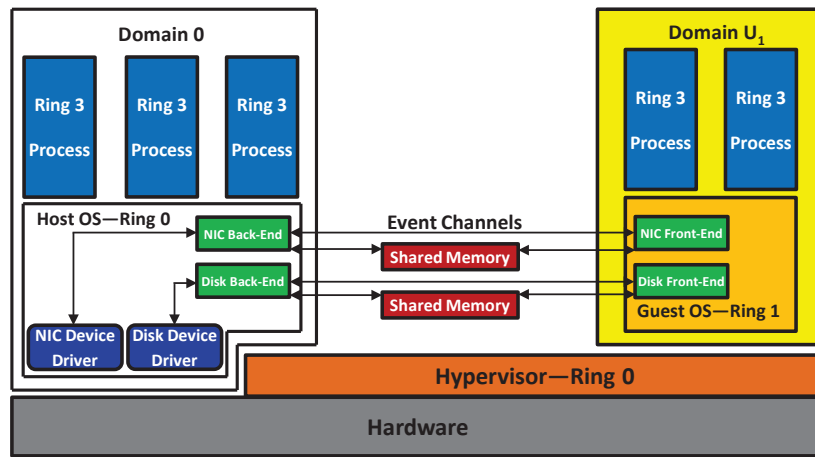 Domain 0
Ring 3
Process
Ring 3
Process
Ring 3
Process
Host OS—Ring 0
NIC Back-End
Disk Back-End
NIC Device
Driver
Disk Device
Driver
Event Channels
Shared Memory
Shared Memory
Domain U1
Ring 3
Process
Ring 3
Process
NIC Front-End
Disk Front-End
Guest OS—Ring 1
Hypervisor—Ring 0
Hardware